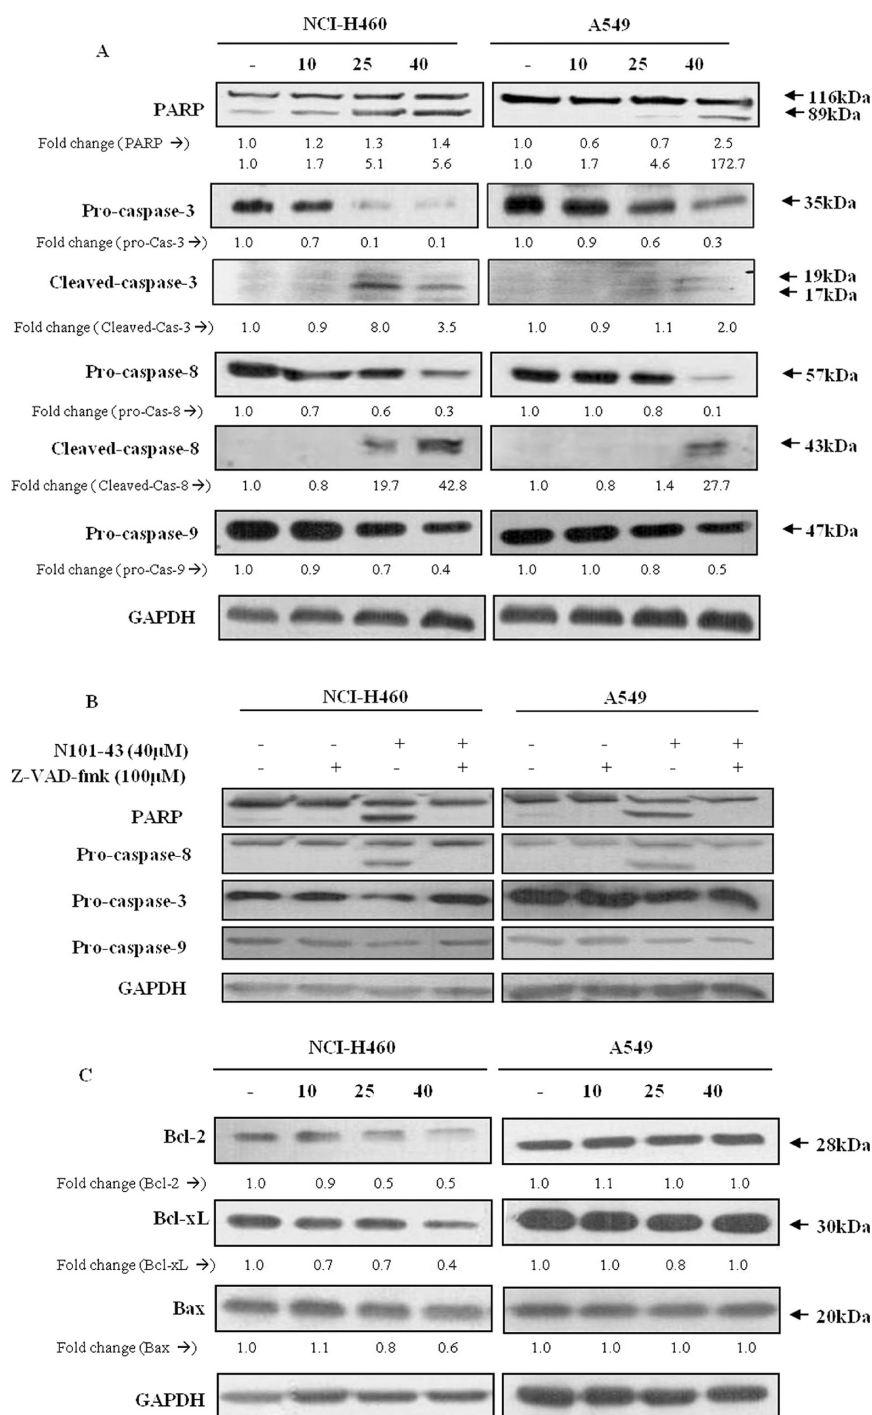 NCI-H460 A549
A
- 10 25 40 - 10 25 40
PARP ←116kDa
←89kDa
Fold change (PARP →) 1.0 1.2 1.3 1.4 1.0 0.6 0.7 2.5
1.0 1.7 5.1 5.6 1.0 1.7 4.6 172.7
Pro-caspase-3 ←35kDa
Fold change (pro-Cas-3 →) 1.0 0.7 0.1 0.1 1.0 0.9 0.6 0.3
Cleaved-caspase-3 ←19kDa
←17kDa
Fold change (Cleaved-Cas-3 →) 1.0 0.9 8.0 3.5 1.0 0.9 1.1 2.0
Pro-caspase-8 ←57kDa
Fold change (pro-Cas-8 →) 1.0 0.7 0.6 0.3 1.0 1.0 0.8 0.1
Cleaved-caspase-8 ←43kDa
Fold change (Cleaved-Cas-8 →) 1.0 0.8 19.7 42.8 1.0 0.8 1.4 27.7
Pro-caspase-9 ←47kDa
Fold change (pro-Cas-9 →) 1.0 0.9 0.7 0.4 1.0 1.0 0.8 0.5
GAPDH
B
NCI-H460 A549
N101-43 (40μM) - - + + - - + +
Z-VAD-fmk (100μM) - + - + - + - +
PARP
Pro-caspase-8
Pro-caspase-3
Pro-caspase-9
GAPDH
NCI-H460 A549
C
- 10 25 40 - 10 25 40
Bcl-2 ←28kDa
Fold change (Bcl-2 →) 1.0 0.9 0.5 0.5 1.0 1.1 1.0 1.0
Bcl-xL ←30kDa
Fold change (Bcl-xL →) 1.0 0.7 0.7 0.4 1.0 1.0 0.8 1.0
Bax ←20kDa
Fold change (Bax →) 1.0 1.1 0.8 0.6 1.0 1.0 1.0 1.0
GAPDH